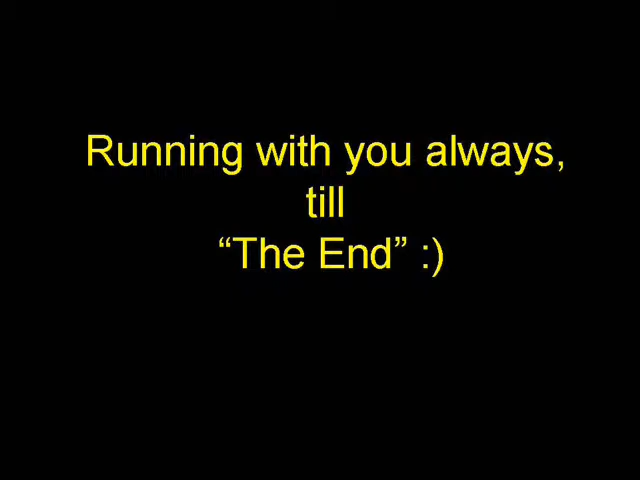 Running with you always,
till
“The End” :)